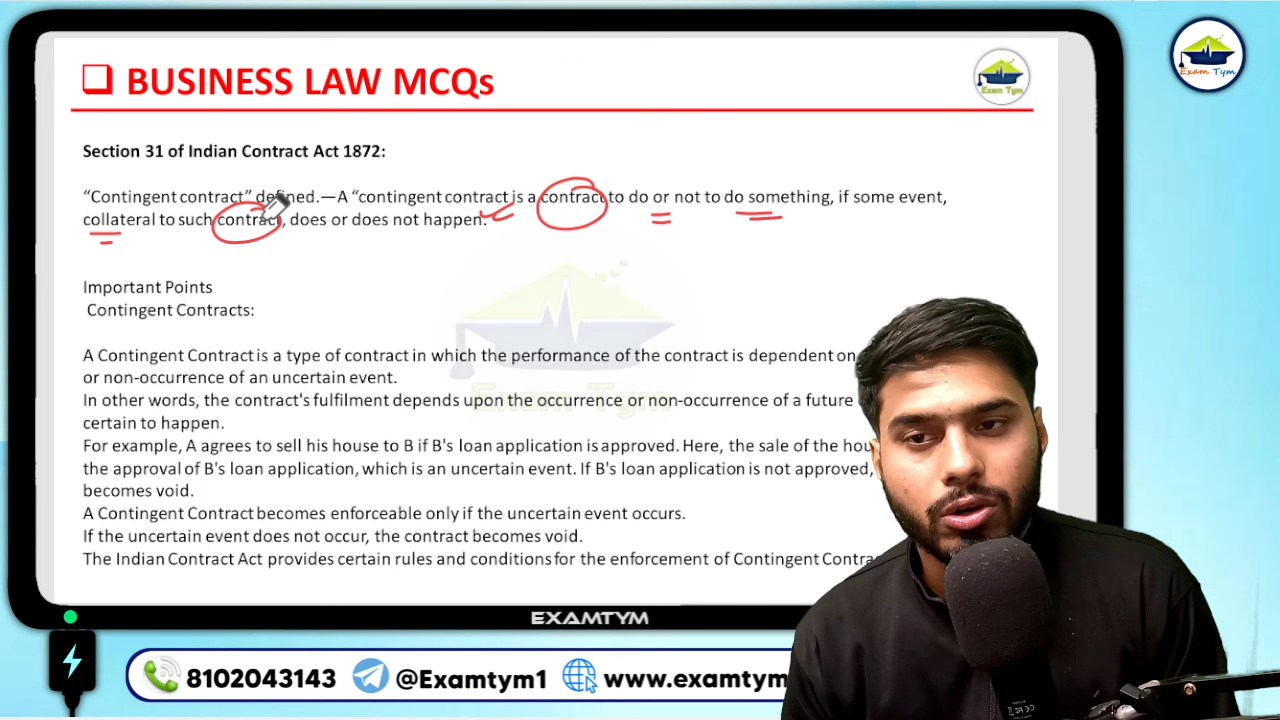 ❑ BUSINESS LAW MCQs
Exam Tym
Exam Tym
Section 31 of Indian Contract Act 1872:
“Contingent contract” defined.—A “contingent contract is a contract to do or not to do something, if some event,
collateral to such contract, does or does not happen.
Important Points
Contingent Contracts:
A Contingent Contract is a type of contract in which the performance of the contract is dependent on
or non-occurrence of an uncertain event.
In other words, the contract's fulfilment depends upon the occurrence or non-occurrence of a future
certain to happen.
For example, A agrees to sell his house to B if B's loan application is approved. Here, the sale of the
the approval of B's loan application, which is an uncertain event. If B's loan application is not approved,
becomes void.
A Contingent Contract becomes enforceable only if the uncertain event occurs.
If the uncertain event does not occur, the contract becomes void.
The Indian Contract Act provides certain rules and conditions for the enforcement of Contingent
Exam Tym
EXAMTYM
8102043143 @Examtym1 www.examtym